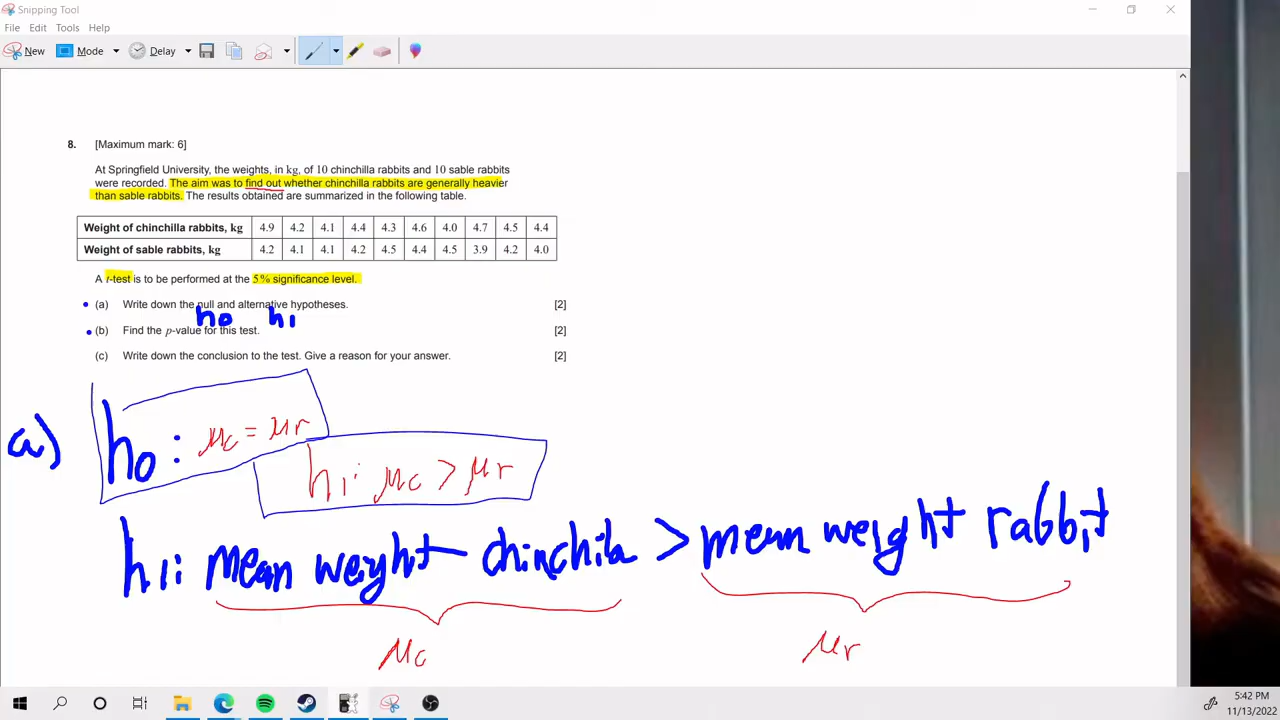 Snipping Tool
File Edit Tools Help
New Mode Delay
8. [Maximum mark: 6]
At Springfield University, the weights, in kg, of 10 chinchilla rabbits and 10 sable rabbits
were recorded. The aim was to find out whether chinchilla rabbits are generally heavier
than sable rabbits. The results obtained are summarized in the following table.
Weight of chinchilla rabbits, kg 4.9 4.2 4.1 4.4 4.3 4.6 4.0 4.7 4.5 4.4
Weight of sable rabbits, kg 4.2 4.1 4.1 4.2 4.5 4.4 4.5 3.9 4.2 4.0
A t-test is to be performed at the 5% significance level.
(a) Write down the null and alternative hypotheses. [2]
h0 h1
(b) Find the p-value for this test. [2]
(c) Write down the conclusion to the test. Give a reason for your answer. [2]
a) h0: μc = μr
h1: μc > μr
h1: mean weight chinchila > mean weight rabbit
μc μr
5:42 PM
11/13/2022